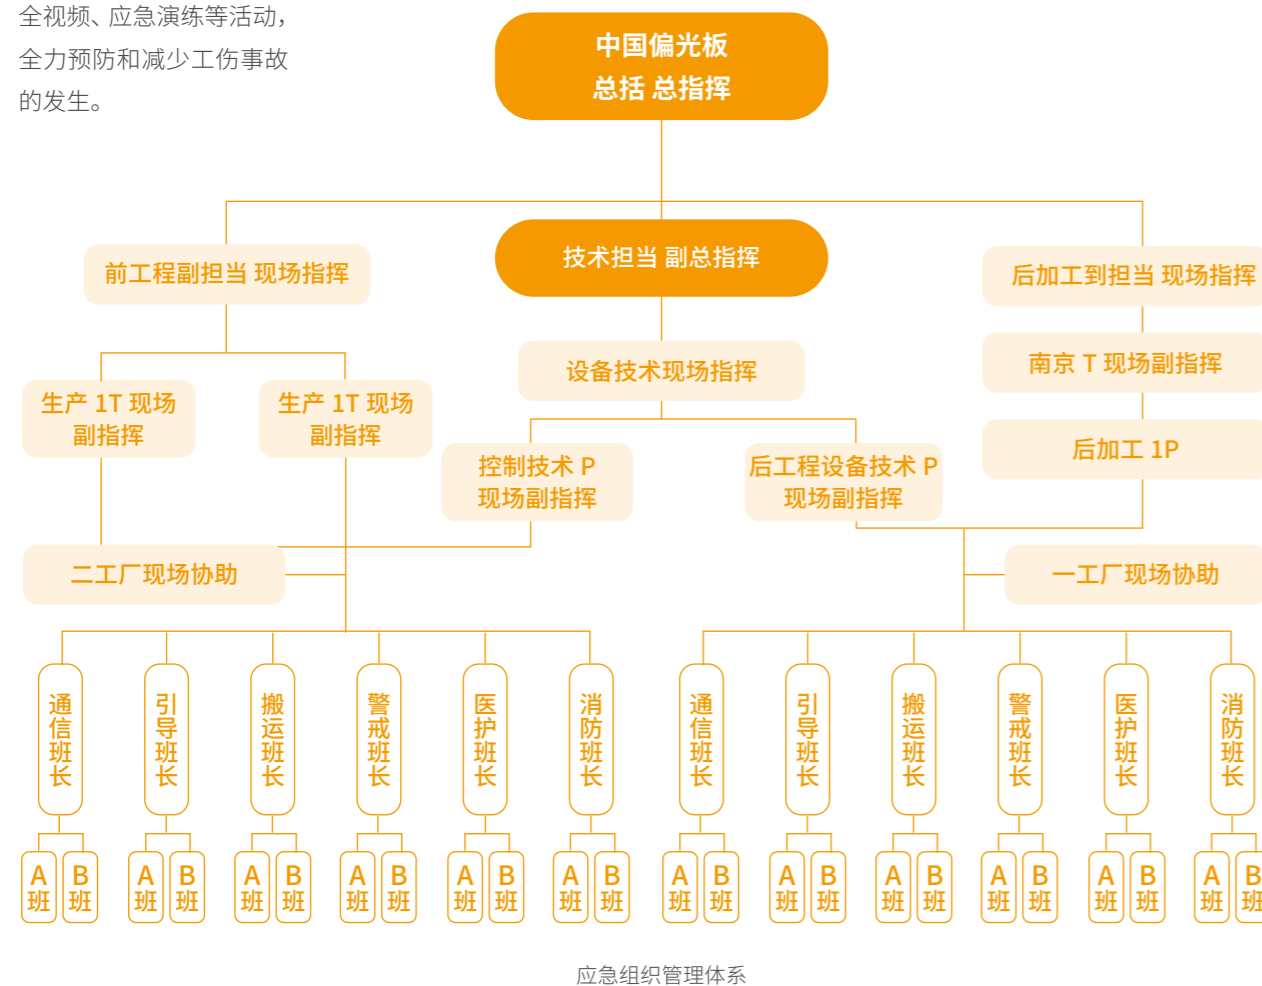 全视频、应急演练等活动，
全力预防和减少工伤事故
的发生。
中国偏光板
总括 总指挥
技术担当 副总指挥
前工程副担当 现场指挥
后加工到担当 现场指挥
设备技术现场指挥
南京 T 现场副指挥
生产 1T 现场
副指挥
生产 1T 现场
副指挥
后加工 1P
控制技术 P
现场副指挥
后工程设备技术 P
现场副指挥
二工厂现场协助
一工厂现场协助
通信班长
引导班长
搬运班长
警戒班长
医护班长
消防班长
通信班长
引导班长
搬运班长
警戒班长
医护班长
消防班长
A班
B班
A班
B班
A班
B班
A班
B班
A班
B班
A班
B班
A班
B班
A班
B班
A班
B班
A班
B班
A班
B班
A班
B班
应急组织管理体系